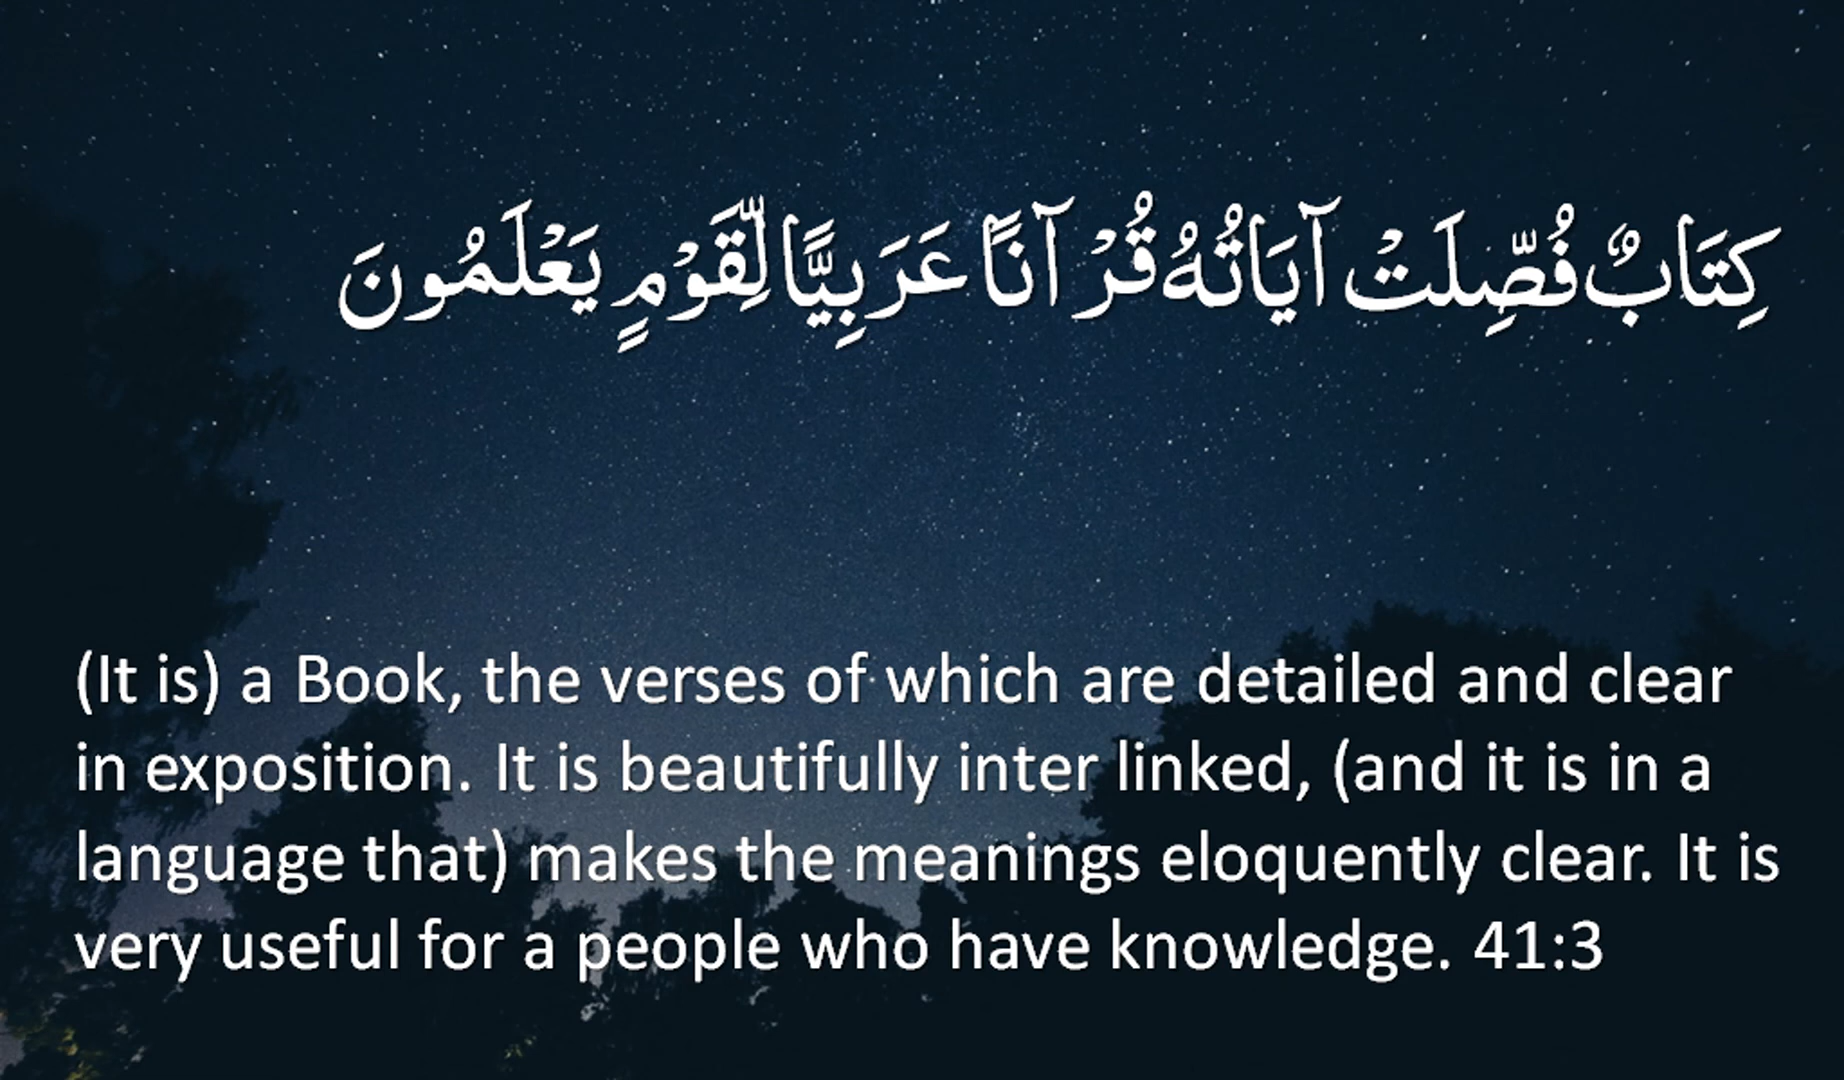 كِتَابٌ فُصِّلَتْ آيَاتُهُ قُرْآنًا عَرَبِيًّا لِّقَوْمٍ يَعْلَمُونَ
(It is) a Book, the verses of which are detailed and clear
in exposition. It is beautifully inter linked, (and it is in a
language that) makes the meanings eloquently clear. It is
very useful for a people who have knowledge. 41:3